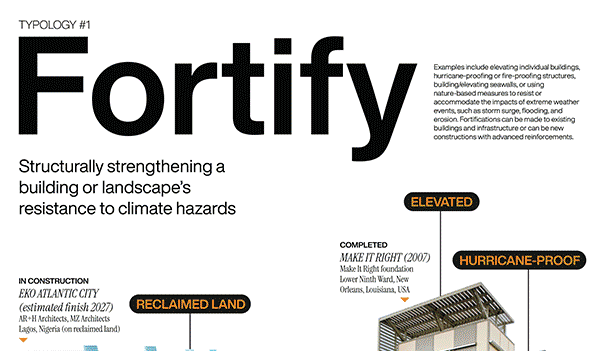 TYPOLOGY #1
Fortify
Examples include elevating individual buildings,
hurricane-proofing or fire-proofing structures,
building/elevating seawalls, or using
nature-based measures to resist or
accommodate the impacts of extreme weather
events, such as storm surge, flooding, and
erosion. Fortifications can be made to existing
buildings and infrastructure or can be new
constructions with advanced reinforcements.
Structurally strengthening a
building or landscape’s
resistance to climate hazards
ELEVATED
COMPLETED
MAKE IT RIGHT (2007)
Make It Right foundation
Lower Ninth Ward, New
Orleans, Louisiana, USA
HURRICANE-PROOF
IN CONSTRUCTION
EKO ATLANTIC CITY
(estimated finish 2027)
AR+H Architects, MZ Architects
Lagos, Nigeria (on reclaimed land)
RECLAIMED LAND